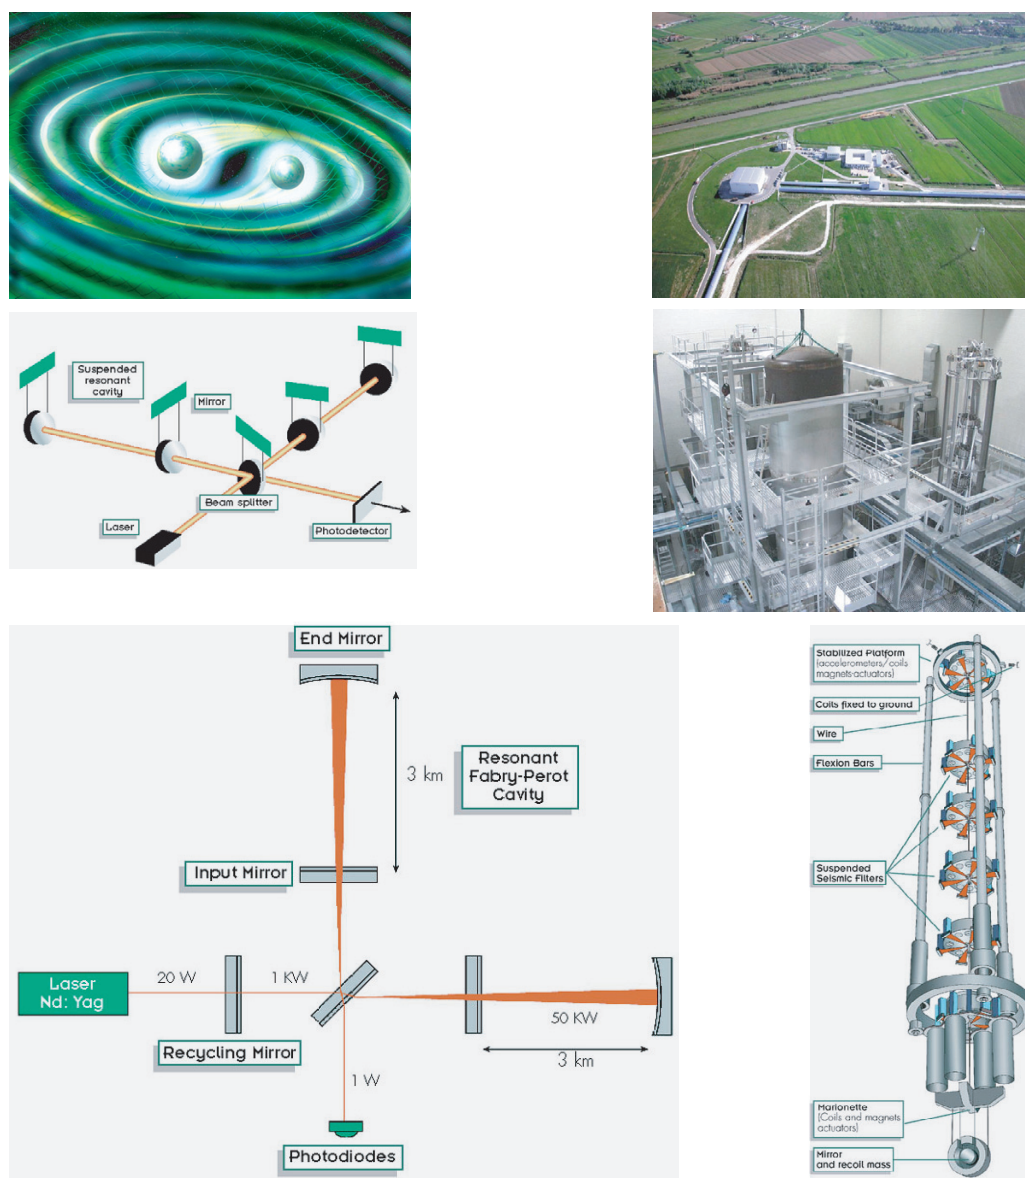 Suspended
resonant
cavity
Mirror
Beam splitter
Laser
Photodetector
End Mirror
3 km
Resonant
Fabry-Perot
Cavity
Input Mirror
Laser
Nd: Yag
20 W
1 KW
50 KW
Recycling Mirror
3 km
1 W
Photodiodes
Stabilized Platform
(accelerometers/coils
magnets-actuators)
Coils fixed to ground
Wire
Flexion Bars
Suspended
Seismic Filters
Marionette
(Coils and magnets
actuators)
Mirror
and recoil mass